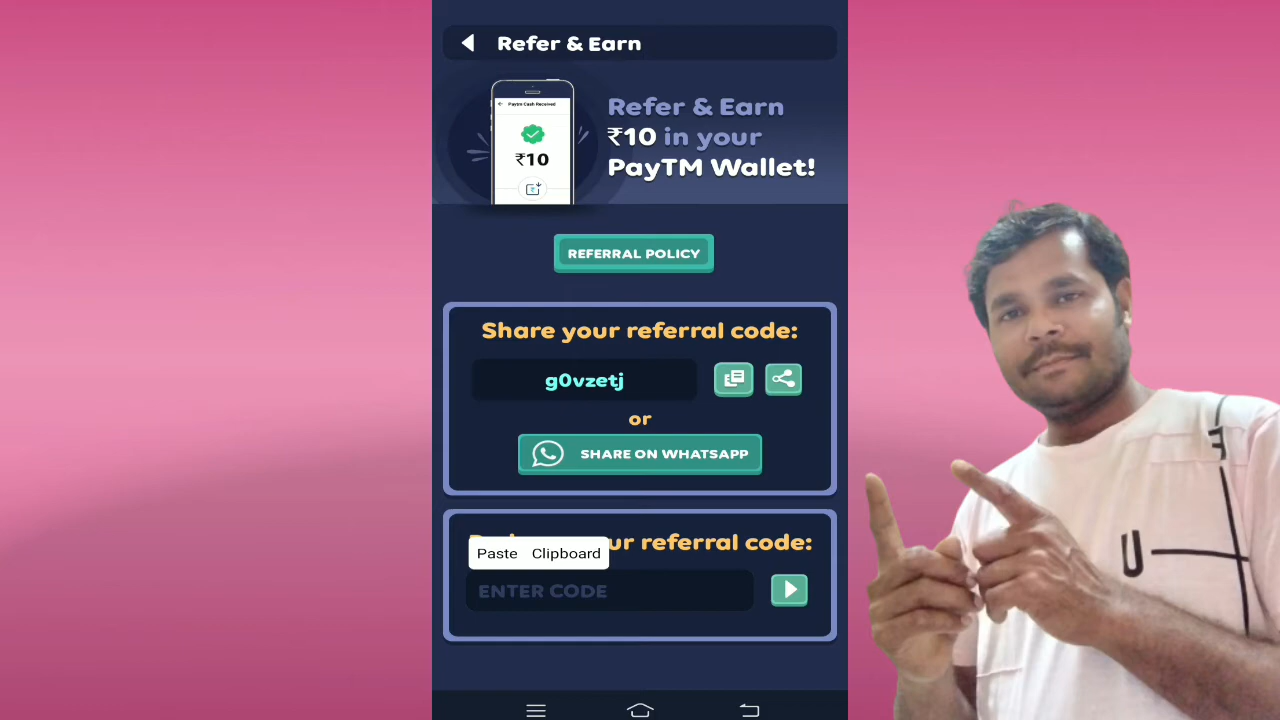 Refer & Earn
Paytm Cash Received
₹10
Refer & Earn
₹10 in your
PayTM Wallet!
REFERRAL POLICY
Share your referral code:
g0vzetj
or
SHARE ON WHATSAPP
ur referral code:
Paste Clipboard
ENTER CODE
U